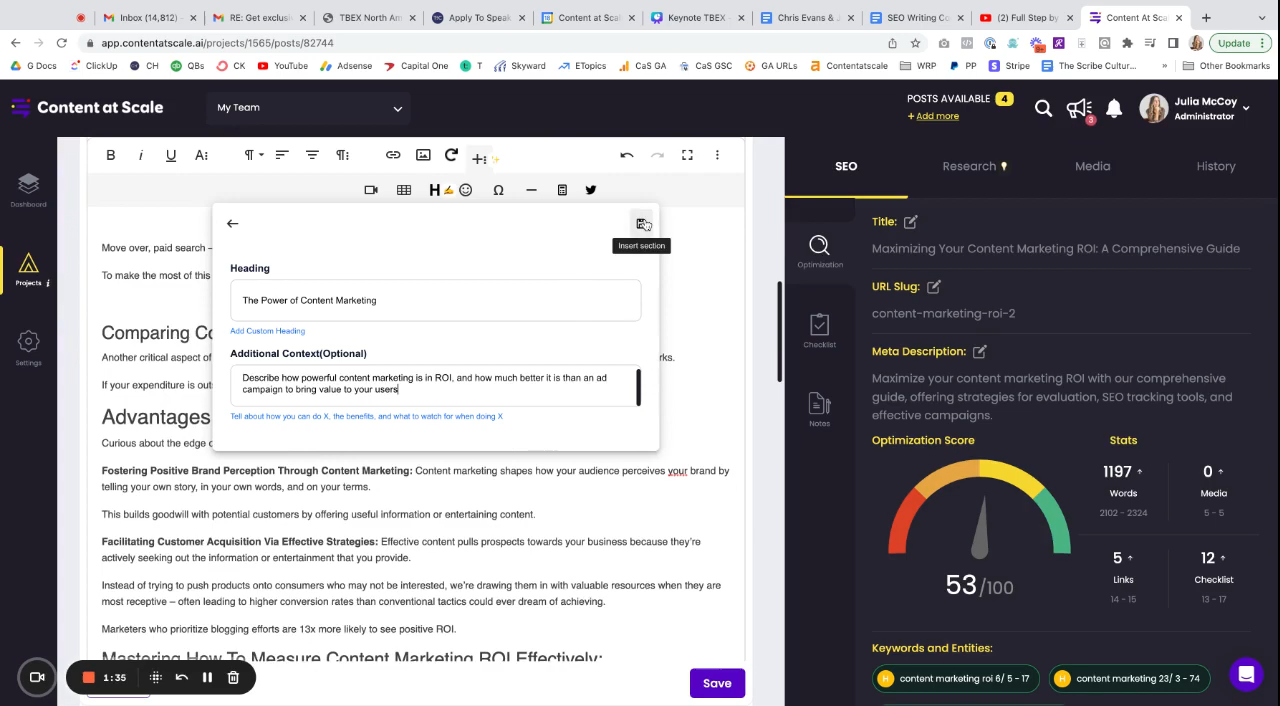 Inbox (14,812) -
RE: Get exclusi
TBEX North
Apply To Speak
Content at Scal
Keynote TBEX -
Chris Evans &
SEO Writing Co
(2) Full Step by
Content At Scal
app.contentatscale.ai/projects/1565/posts/82744
Update
G Docs
ClickUp
CH
QBs
CK
YouTube
Adsense
Capital One
T
Skyward
ETopics
CaS GA
CaS GSC
GA URLs
Contentatscale
WRP
PP
Stripe
The Scribe Cultur...
Other Bookmarks
Content at Scale
My Team
POSTS AVAILABLE 4
+ Add more
3
Julia McCoy
Administrator
Dashboard
Projects
Settings
SEO
Research
Media
History
Insert section
Heading
The Power of Content Marketing
Add Custom Heading
Additional Context(Optional)
Describe how powerful content marketing is in ROI, and how much better it is than an ad
campaign to bring value to your users
Tell about how you can do X, the benefits, and what to watch for when doing X
Move over, paid search –
To make the most of this
Comparing Co
Another critical aspect of
rks.
If your expenditure is out
Advantages
Curious about the edge c
Fostering Positive Brand Perception Through Content Marketing: Content marketing shapes how your audience perceives your brand by
telling your own story, in your own words, and on your terms.
This builds goodwill with potential customers by offering useful information or entertaining content.
Facilitating Customer Acquisition Via Effective Strategies: Effective content pulls prospects towards your business because they're
actively seeking out the information or entertainment that you provide.
Instead of trying to push products onto consumers who may not be interested, we're drawing them in with valuable resources when they are
most receptive – often leading to higher conversion rates than conventional tactics could ever dream of achieving.
Marketers who prioritize blogging efforts are 13x more likely to see positive ROI.
Mastering How To Measure Content Marketing ROI Effectively:
1:35
Save
Optimization
Checklist
Notes
Title:
Maximizing Your Content Marketing ROI: A Comprehensive Guide
URL Slug:
content-marketing-roi-2
Meta Description:
Maximize your content marketing ROI with our comprehensive
guide, offering strategies for evaluation, SEO tracking tools, and
effective campaigns.
Optimization Score
Stats
53 /100
1197
Words
2102 - 2324
0
Media
5 - 5
5
Links
14 - 15
12
Checklist
13 - 17
Keywords and Entities:
H content marketing roi 6/ 5 - 17
H content marketing 23/ 3 - 74